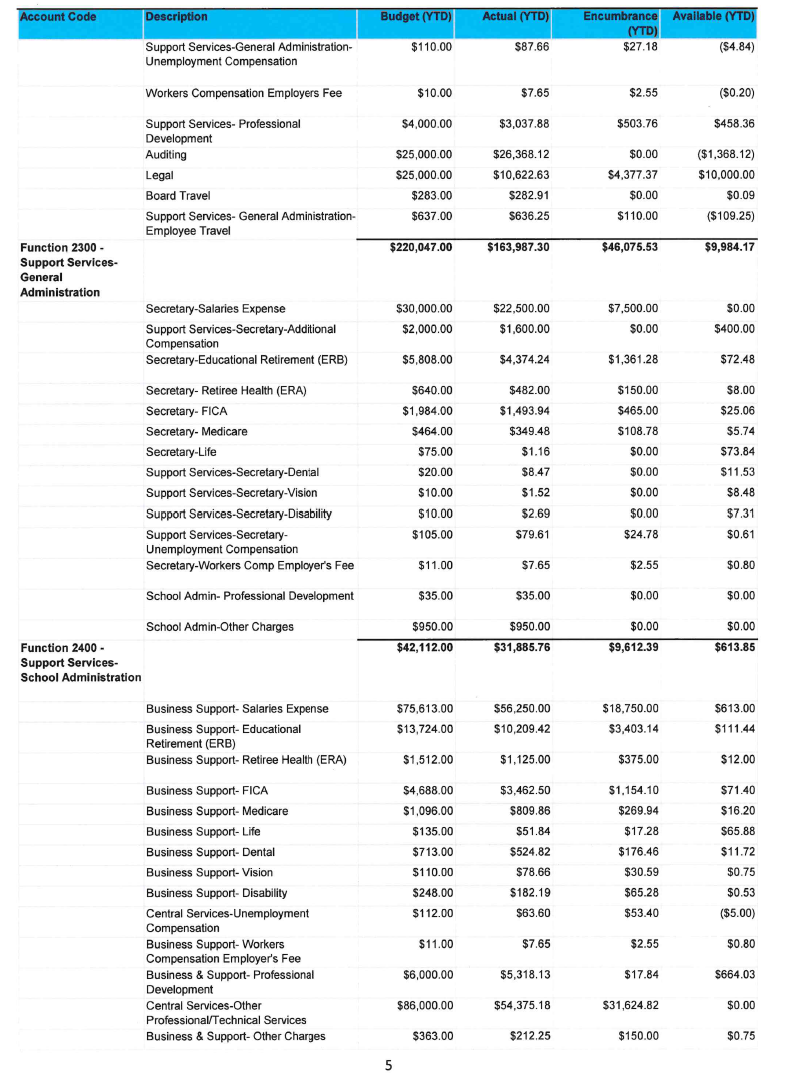 Account Code Description Budget (YTD) Actual (YTD) Encumbrance (YTD) Available (YTD)
Support Services-General Administration- $110.00 $87.66 $27.18 ($4.84)
Unemployment Compensation
Workers Compensation Employers Fee $10.00 $7.65 $2.55 ($0.20)
Support Services- Professional $4,000.00 $3,037.88 $503.76 $458.36
Development
Auditing $25,000.00 $26,368.12 $0.00 ($1,368.12)
Legal $25,000.00 $10,622.63 $4,377.37 $10,000.00
Board Travel $283.00 $282.91 $0.00 $0.09
Support Services- General Administration- $637.00 $636.25 $110.00 ($109.25)
Employee Travel
Function 2300 - $220,047.00 $163,987.30 $46,075.53 $9,984.17
Support Services-
General
Administration
Secretary-Salaries Expense $30,000.00 $22,500.00 $7,500.00 $0.00
Support Services-Secretary-Additional $2,000.00 $1,600.00 $0.00 $400.00
Compensation
Secretary-Educational Retirement (ERB) $5,808.00 $4,374.24 $1,361.28 $72.48
Secretary- Retiree Health (ERA) $640.00 $482.00 $150.00 $8.00
Secretary- FICA $1,984.00 $1,493.94 $465.00 $25.06
Secretary- Medicare $464.00 $349.48 $108.78 $5.74
Secretary-Life $75.00 $1.16 $0.00 $73.84
Support Services-Secretary-Dental $20.00 $8.47 $0.00 $11.53
Support Services-Secretary-Vision $10.00 $1.52 $0.00 $8.48
Support Services-Secretary-Disability $10.00 $2.69 $0.00 $7.31
Support Services-Secretary- $105.00 $79.61 $24.78 $0.61
Unemployment Compensation
Secretary-Workers Comp Employer's Fee $11.00 $7.65 $2.55 $0.80
School Admin- Professional Development $35.00 $35.00 $0.00 $0.00
School Admin-Other Charges $950.00 $950.00 $0.00 $0.00
Function 2400 - $42,112.00 $31,885.76 $9,612.39 $613.85
Support Services-
School Administration
Business Support- Salaries Expense $75,613.00 $56,250.00 $18,750.00 $613.00
Business Support- Educational $13,724.00 $10,209.42 $3,403.14 $111.44
Retirement (ERB)
Business Support- Retiree Health (ERA) $1,512.00 $1,125.00 $375.00 $12.00
Business Support- FICA $4,688.00 $3,462.50 $1,154.10 $71.40
Business Support- Medicare $1,096.00 $809.86 $269.94 $16.20
Business Support- Life $135.00 $51.84 $17.28 $65.88
Business Support- Dental $713.00 $524.82 $176.46 $11.72
Business Support- Vision $110.00 $78.66 $30.59 $0.75
Business Support- Disability $248.00 $182.19 $65.28 $0.53
Central Services-Unemployment $112.00 $63.60 $53.40 ($5.00)
Compensation
Business Support- Workers $11.00 $7.65 $2.55 $0.80
Compensation Employer's Fee
Business & Support- Professional $6,000.00 $5,318.13 $17.84 $664.03
Development
Central Services-Other $86,000.00 $54,375.18 $31,624.82 $0.00
Professional/Technical Services
Business & Support- Other Charges $363.00 $212.25 $150.00 $0.75
5